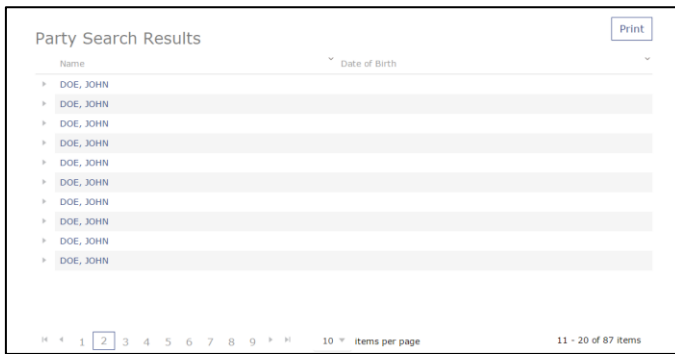 Print
Party Search Results
Name Date of Birth
DOE, JOHN
DOE, JOHN
DOE, JOHN
DOE, JOHN
DOE, JOHN
DOE, JOHN
DOE, JOHN
DOE, JOHN
DOE, JOHN
DOE, JOHN
1 2 3 4 5 6 7 8 9 10 items per page 11 - 20 of 87 items